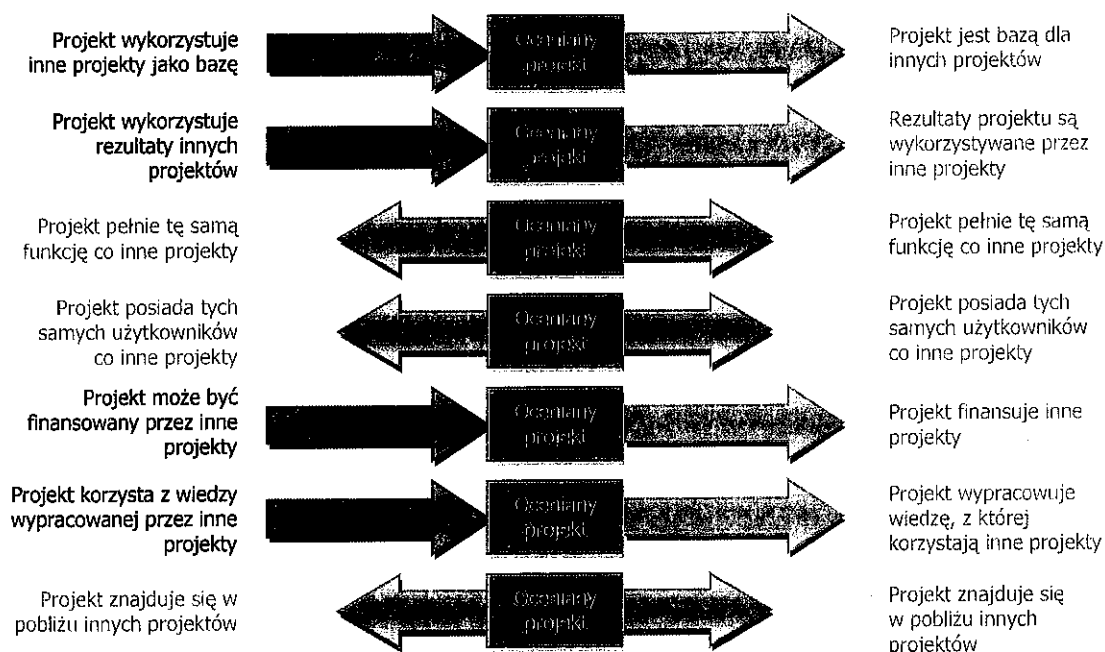 Projekt wykorzystuje
inne projekty jako bazę
Oceniany
projekt
Projekt jest bazą dla
innych projektów
Projekt wykorzystuje
rezultaty innych
projektów
Oceniany
projekt
Rezultaty projektu są
wykorzystywane przez
inne projekty
Projekt pełnie tę samą
funkcję co inne projekty
Oceniany
projekt
Projekt pełnie tę samą
funkcję co inne projekty
Projekt posiada tych
samych użytkowników
co inne projekty
Oceniany
projekt
Projekt posiada tych
samych użytkowników
co inne projekty
Projekt może być
finansowany przez inne
projekty
Oceniany
projekt
Projekt finansuje inne
projekty
Projekt korzysta z wiedzy
wypracowanej przez inne
projekty
Oceniany
projekt
Projekt wypracowuje
wiedzę, z której
korzystają inne projekty
Projekt znajduje się w
pobliżu innych projektów
Oceniany
projekt
Projekt znajduje się
w pobliżu innych
projektów